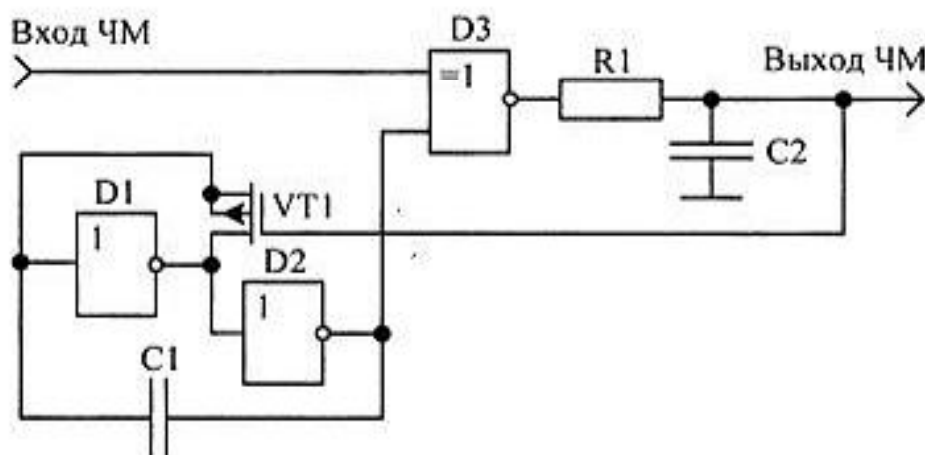 Вход ЧМ
D3
=1
R1
Выход ЧМ
C2
D1
1
VT1
D2
1
C1